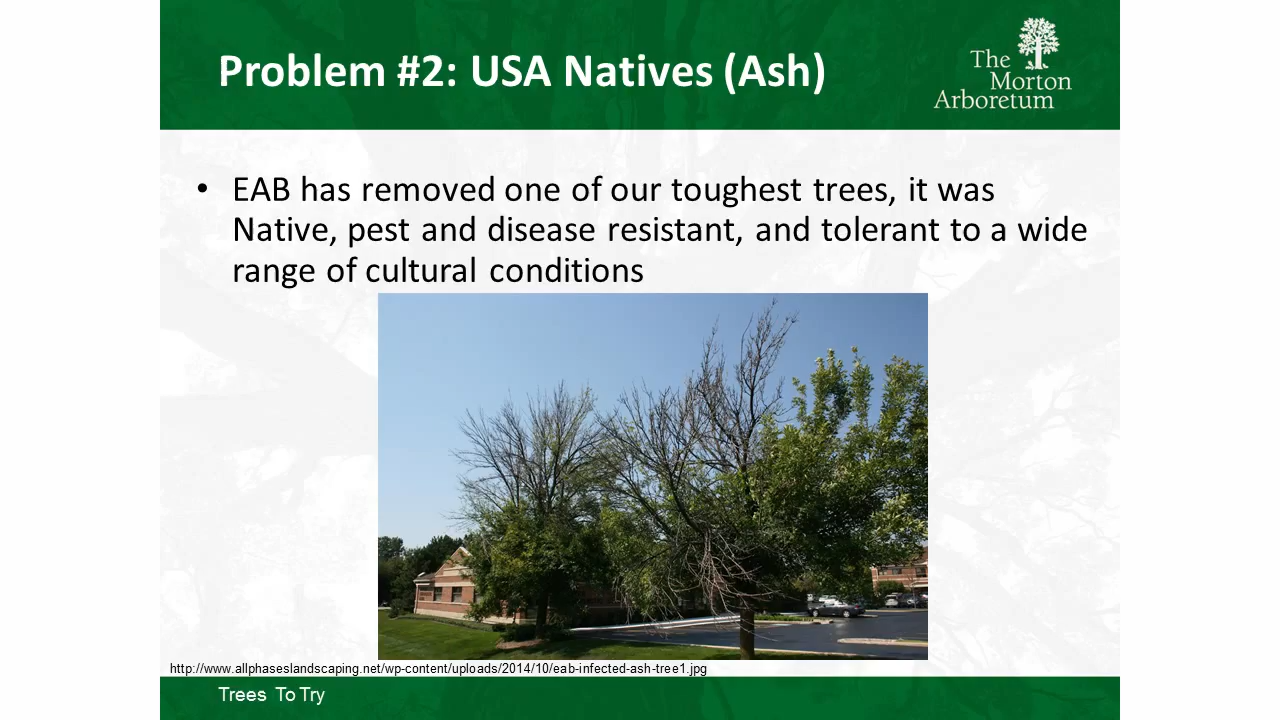 Problem #2: USA Natives (Ash)
The
Morton
Arboretum
• EAB has removed one of our toughest trees, it was
Native, pest and disease resistant, and tolerant to a wide
range of cultural conditions
http://www.allphaseslandscaping.net/wp-content/uploads/2014/10/eab-infected-ash-tree1.jpg
Trees To Try